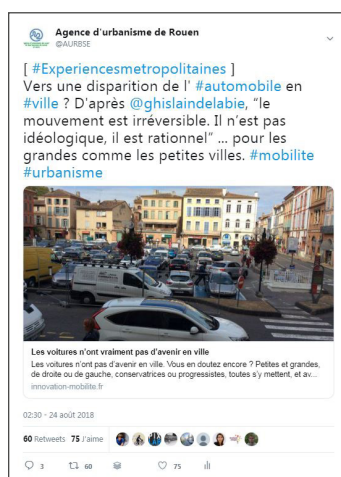 Agence d'urbanisme de Rouen
@AURBSE
[ #Experiencesmetropolitaines ]
Vers une disparition de l' #automobile en
#ville ? D'après @ghislaindelabie, "le
mouvement est irréversible. Il n'est pas
idéologique, il est rationnel" ... pour les
grandes comme les petites villes. #mobilite
#urbanisme
Les voitures n'ont vraiment pas d'avenir en ville
Les voitures n'ont pas d'avenir en ville. Vous en doutez encore ? Petites et grandes,
de droite ou de gauche, conservatrices ou progressistes, toutes s'y mettent, et av...
innovation-mobilite.fr
02:30 - 24 août 2018
60 Retweets 75 J'aime
3 60 75